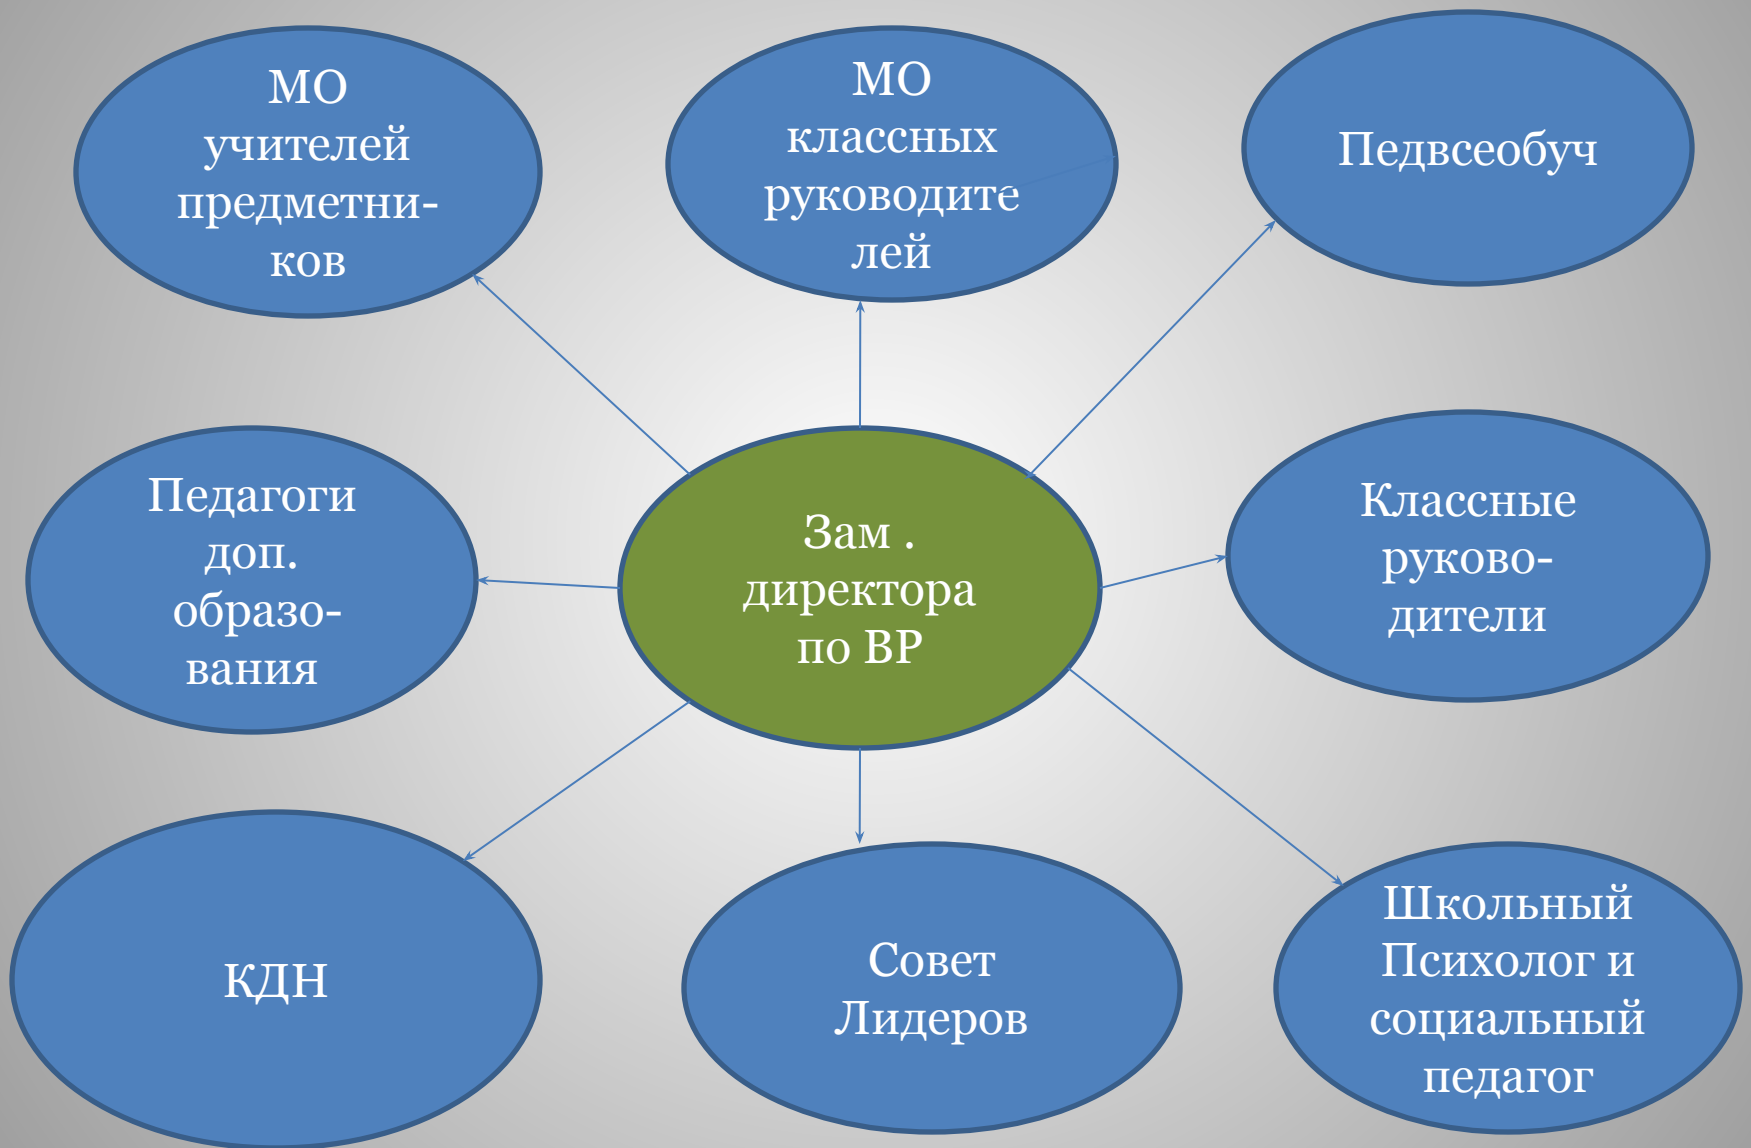 МО
учителей
предметни-
ков
МО
классных
руководите
лей
Педвсеобуч
Педагоги
доп.
образо-
вания
Зам .
директора
по ВР
Классные
руково-
дители
КДН
Совет
Лидеров
Школьный
Психолог и
социальный
педагог